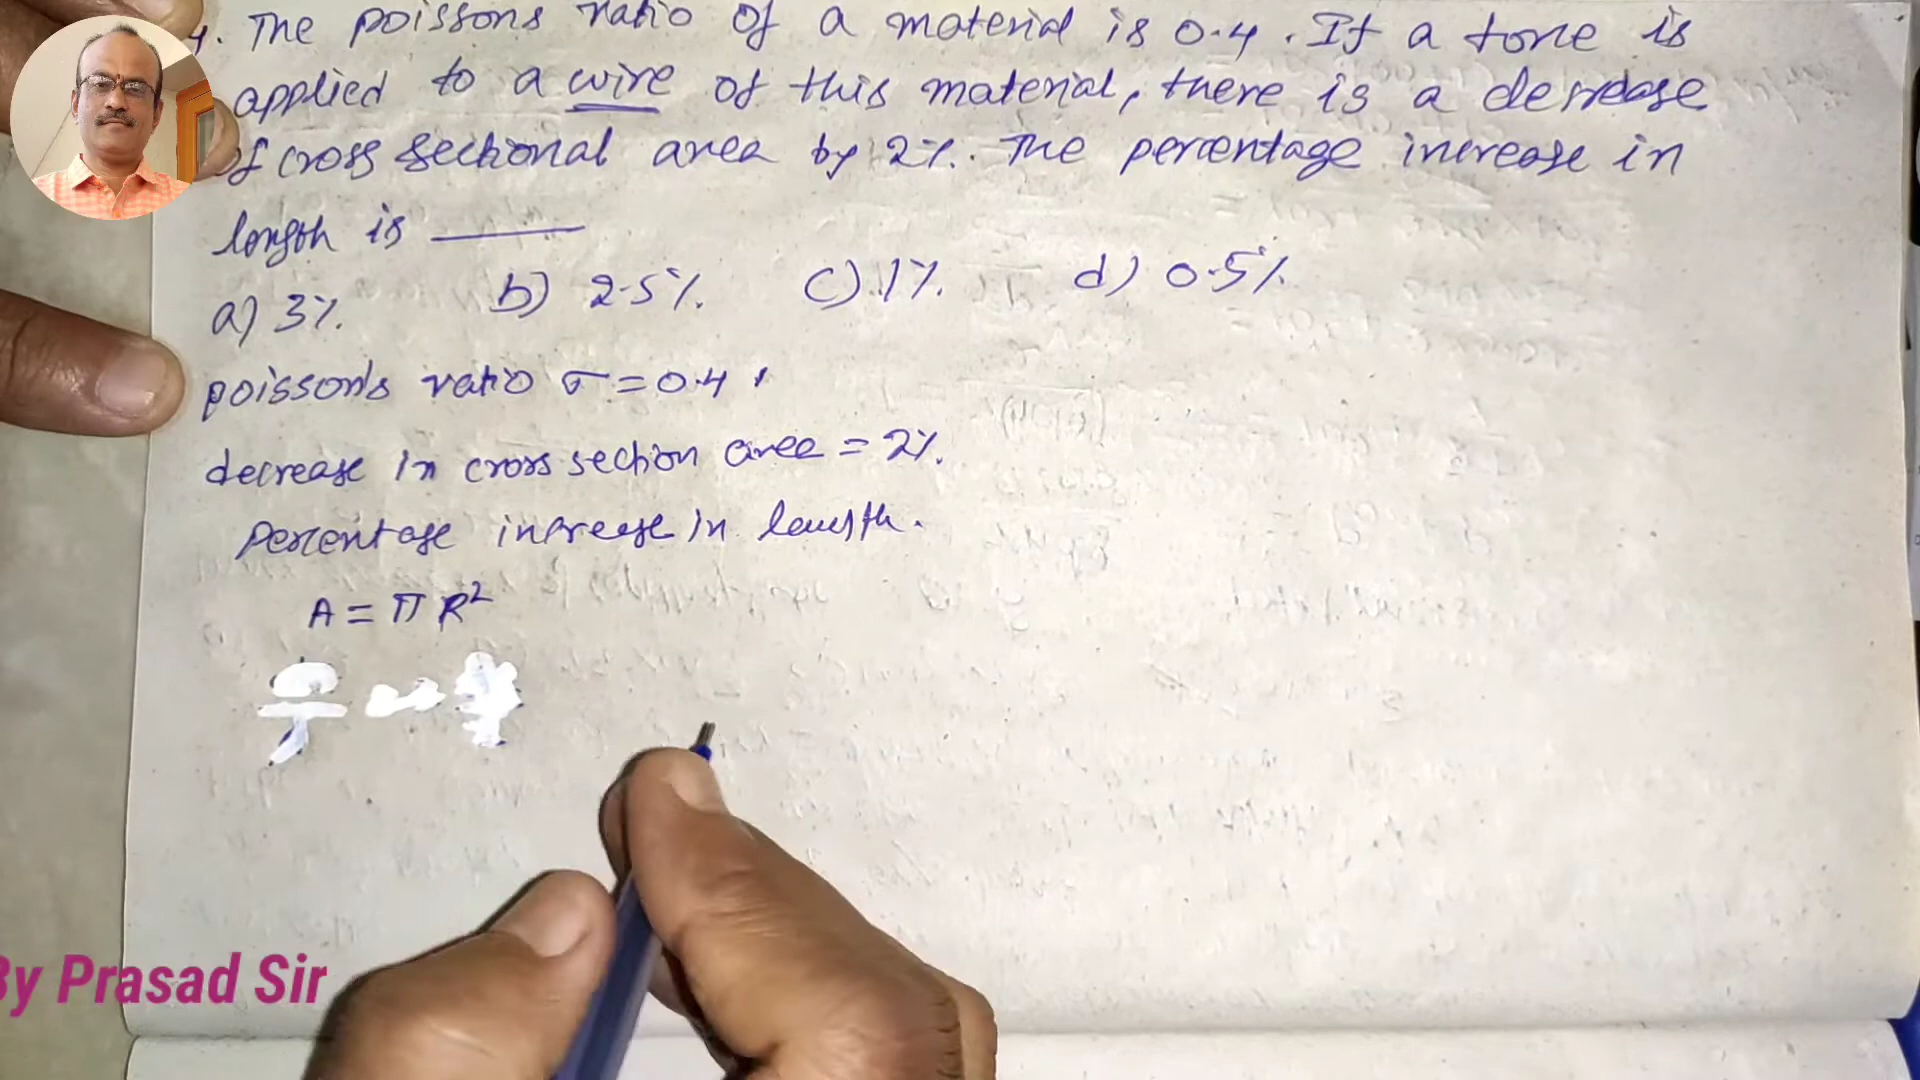 4. The poissons ratio of a material is 0.4. If a force is
applied to a wire of this material, there is a decrease
of cross sectional area by 2%. The percentage increase in
length is ______
a) 3%. b) 2.5%. c) 1%. d) 0.5%.
poisson's ratio σ = 0.4.
decrease in cross section area = 2%.
percentage increase in length.
A = π R²
By Prasad Sir